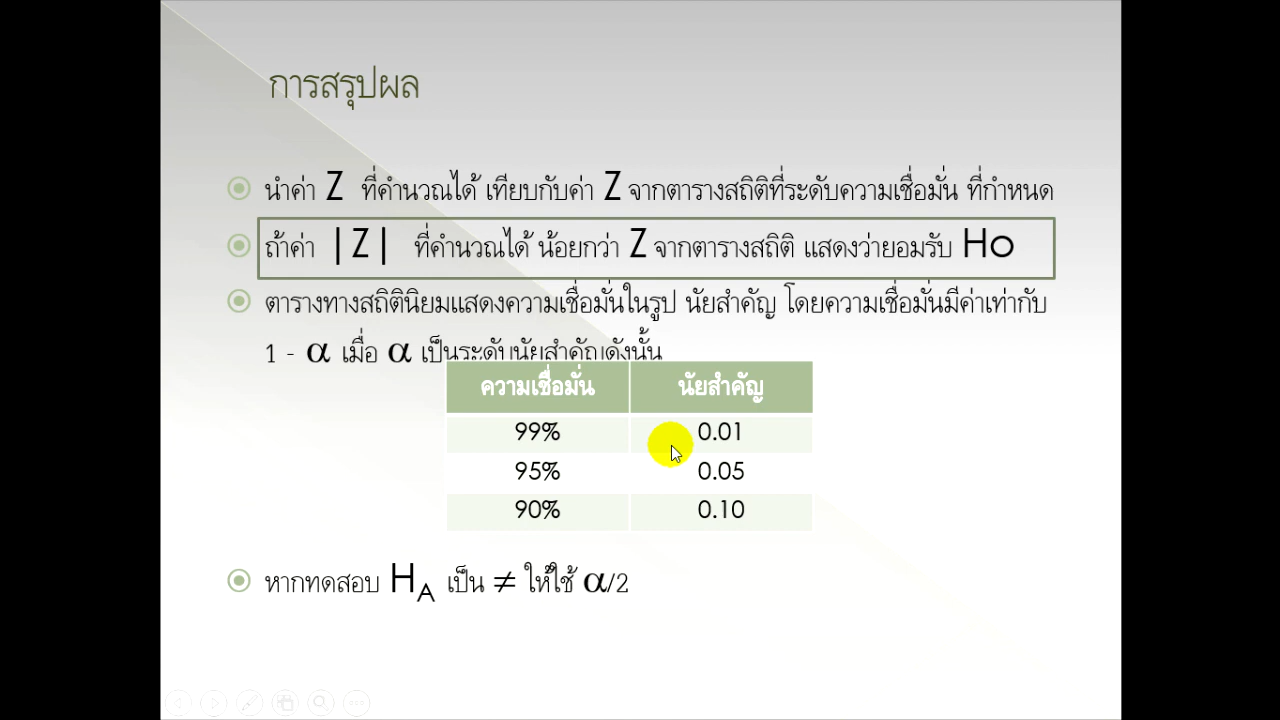 การสรุปผล
นำค่า Z ที่คำนวณได้ เทียบกับค่า Z จากตารางสถิติที่ระดับความเชื่อมั่น ที่กำหนด
ถ้าค่า |Z| ที่คำนวณได้ น้อยกว่า Z จากตารางสถิติ แสดงว่ายอมรับ Ho
ตารางทางสถิตินิยมแสดงความเชื่อมั่นในรูป นัยสำคัญ โดยความเชื่อมั่นมีค่าเท่ากับ
1 - α เมื่อ α เป็นระดับนัยสำคัญดังนั้น
ความเชื่อมั่น นัยสำคัญ
99% 0.01
95% 0.05
90% 0.10
หากทดสอบ HA เป็น ≠ ให้ใช้ α/2